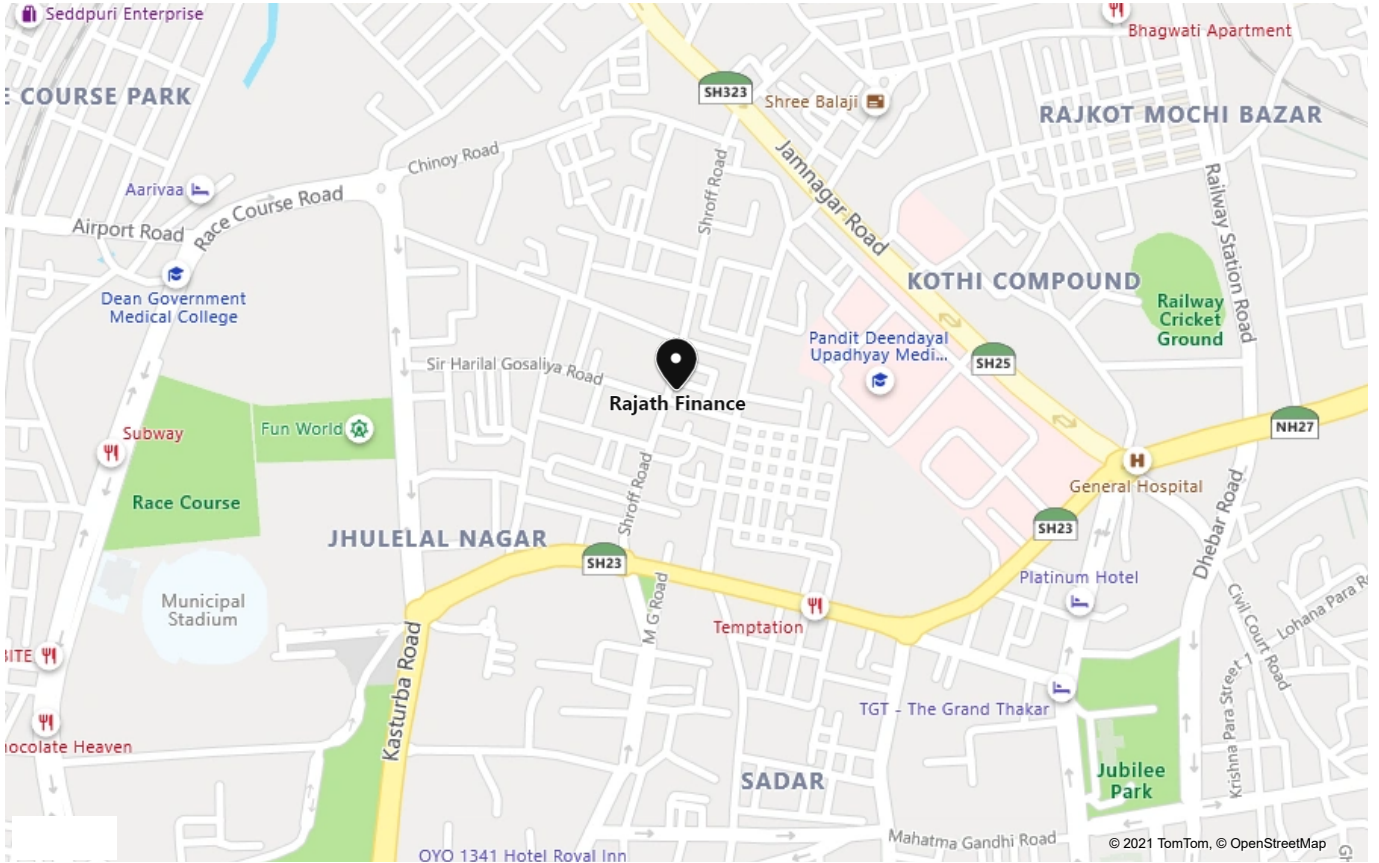 Seddpuri Enterprise
Bhagwati Apartment
E COURSE PARK
SH323
Shree Balaji
RAJKOT MOCHI BAZAR
Chinoy Road
Jamnagar Road
Shroff Road
Railway Station Road
Aarivaa
Race Course Road
Airport Road
KOTHI COMPOUND
Dean Government
Medical College
Railway
Cricket
Ground
Pandit Deendayal
Upadhyay Medi...
SH25
Sir Harilal Gosaliya Road
Rajath Finance
Subway
Fun World
NH27
H
General Hospital
Race Course
Shroff Road
Dhebar Road
SH23
JHULELAL NAGAR
SH23
Platinum Hotel
Municipal
Stadium
M G Road
Temptation
Civil Court Road
Lohana Para R
BITE
Kasturba Road
Krishna Para Street 1
TGT - The Grand Thakar
hocolate Heaven
SADAR
Jubilee
Park
Mahatma Gandhi Road
© 2021 TomTom, © OpenStreetMap
OYO 1341 Hotel Royal Inn